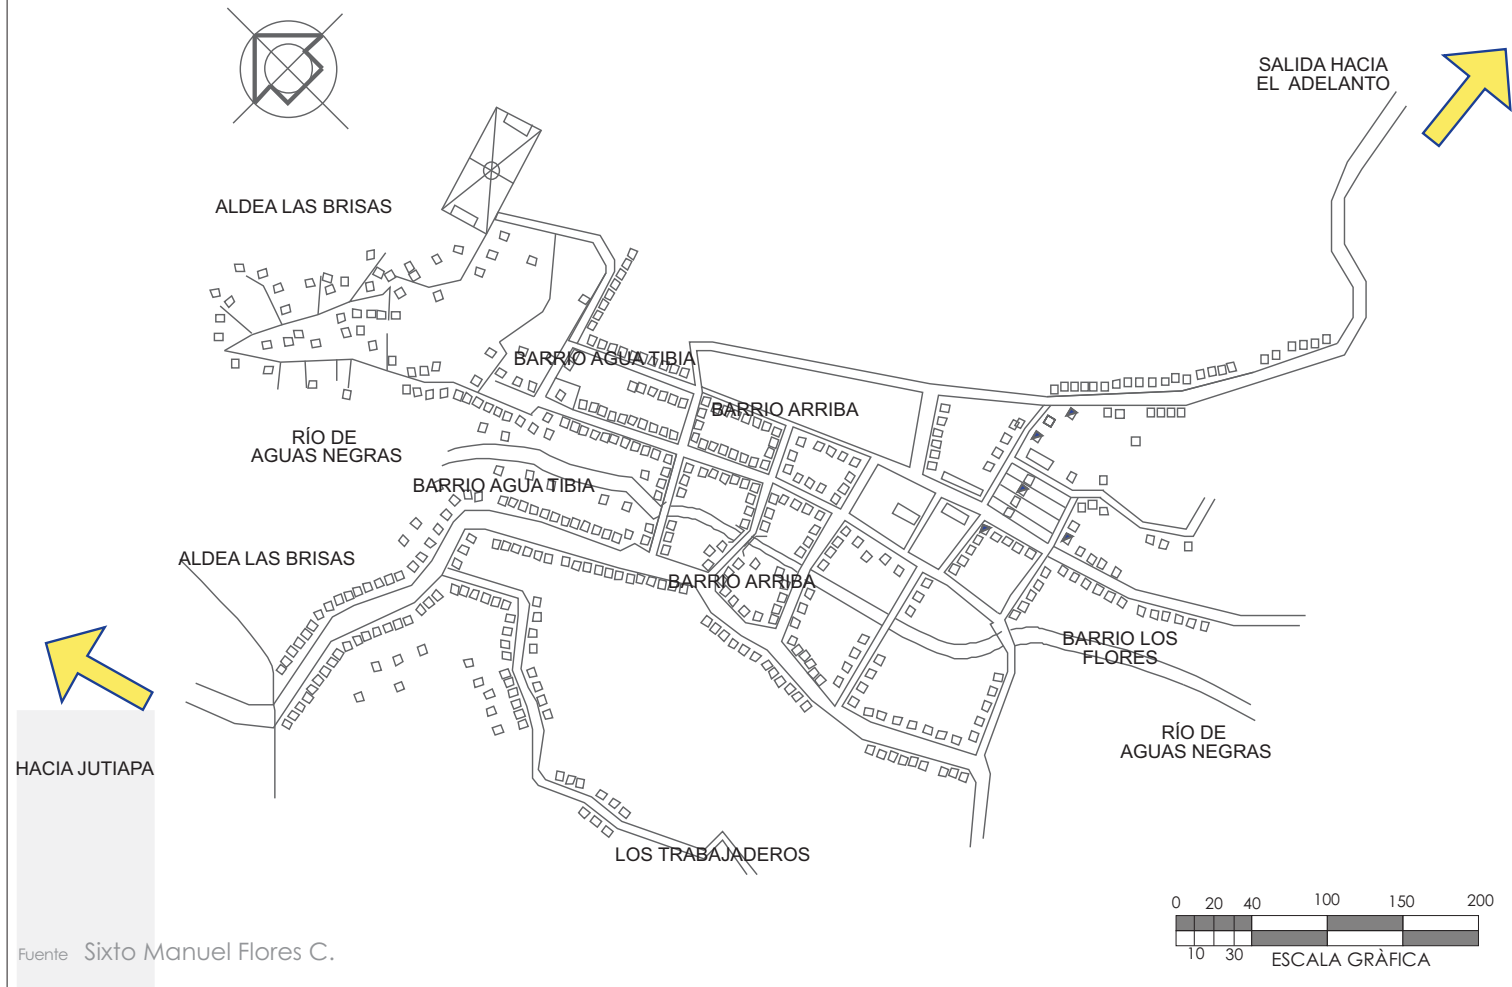 SALIDA HACIA
EL ADELANTO
ALDEA LAS BRISAS
BARRIO AGUA TIBIA
BARRIO ARRIBA
RÍO DE
AGUAS NEGRAS
BARRIO AGUA TIBIA
ALDEA LAS BRISAS
BARRIO ARRIBA
BARRIO LOS
FLORES
RÍO DE
AGUAS NEGRAS
HACIA JUTIAPA
LOS TRABAJADEROS
0 20 40 100 150 200
10 30
ESCALA GRÀFICA
Fuente Sixto Manuel Flores C.